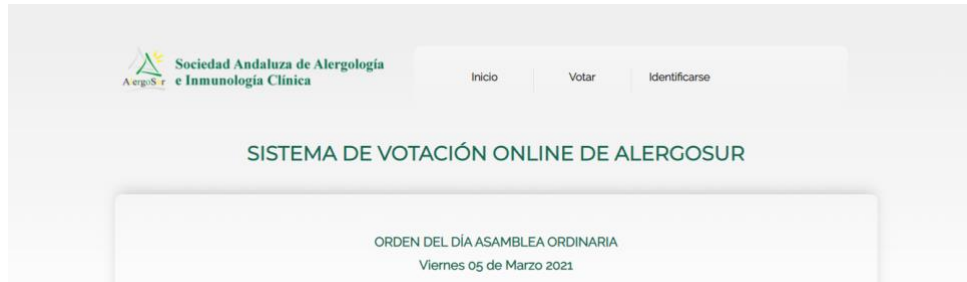 Sociedad Andaluza de Alergología
e Inmunología Clínica
AlergoSur
Inicio Votar Identificarse
SISTEMA DE VOTACIÓN ONLINE DE ALERGOSUR
ORDEN DEL DÍA ASAMBLEA ORDINARIA
Viernes 05 de Marzo 2021